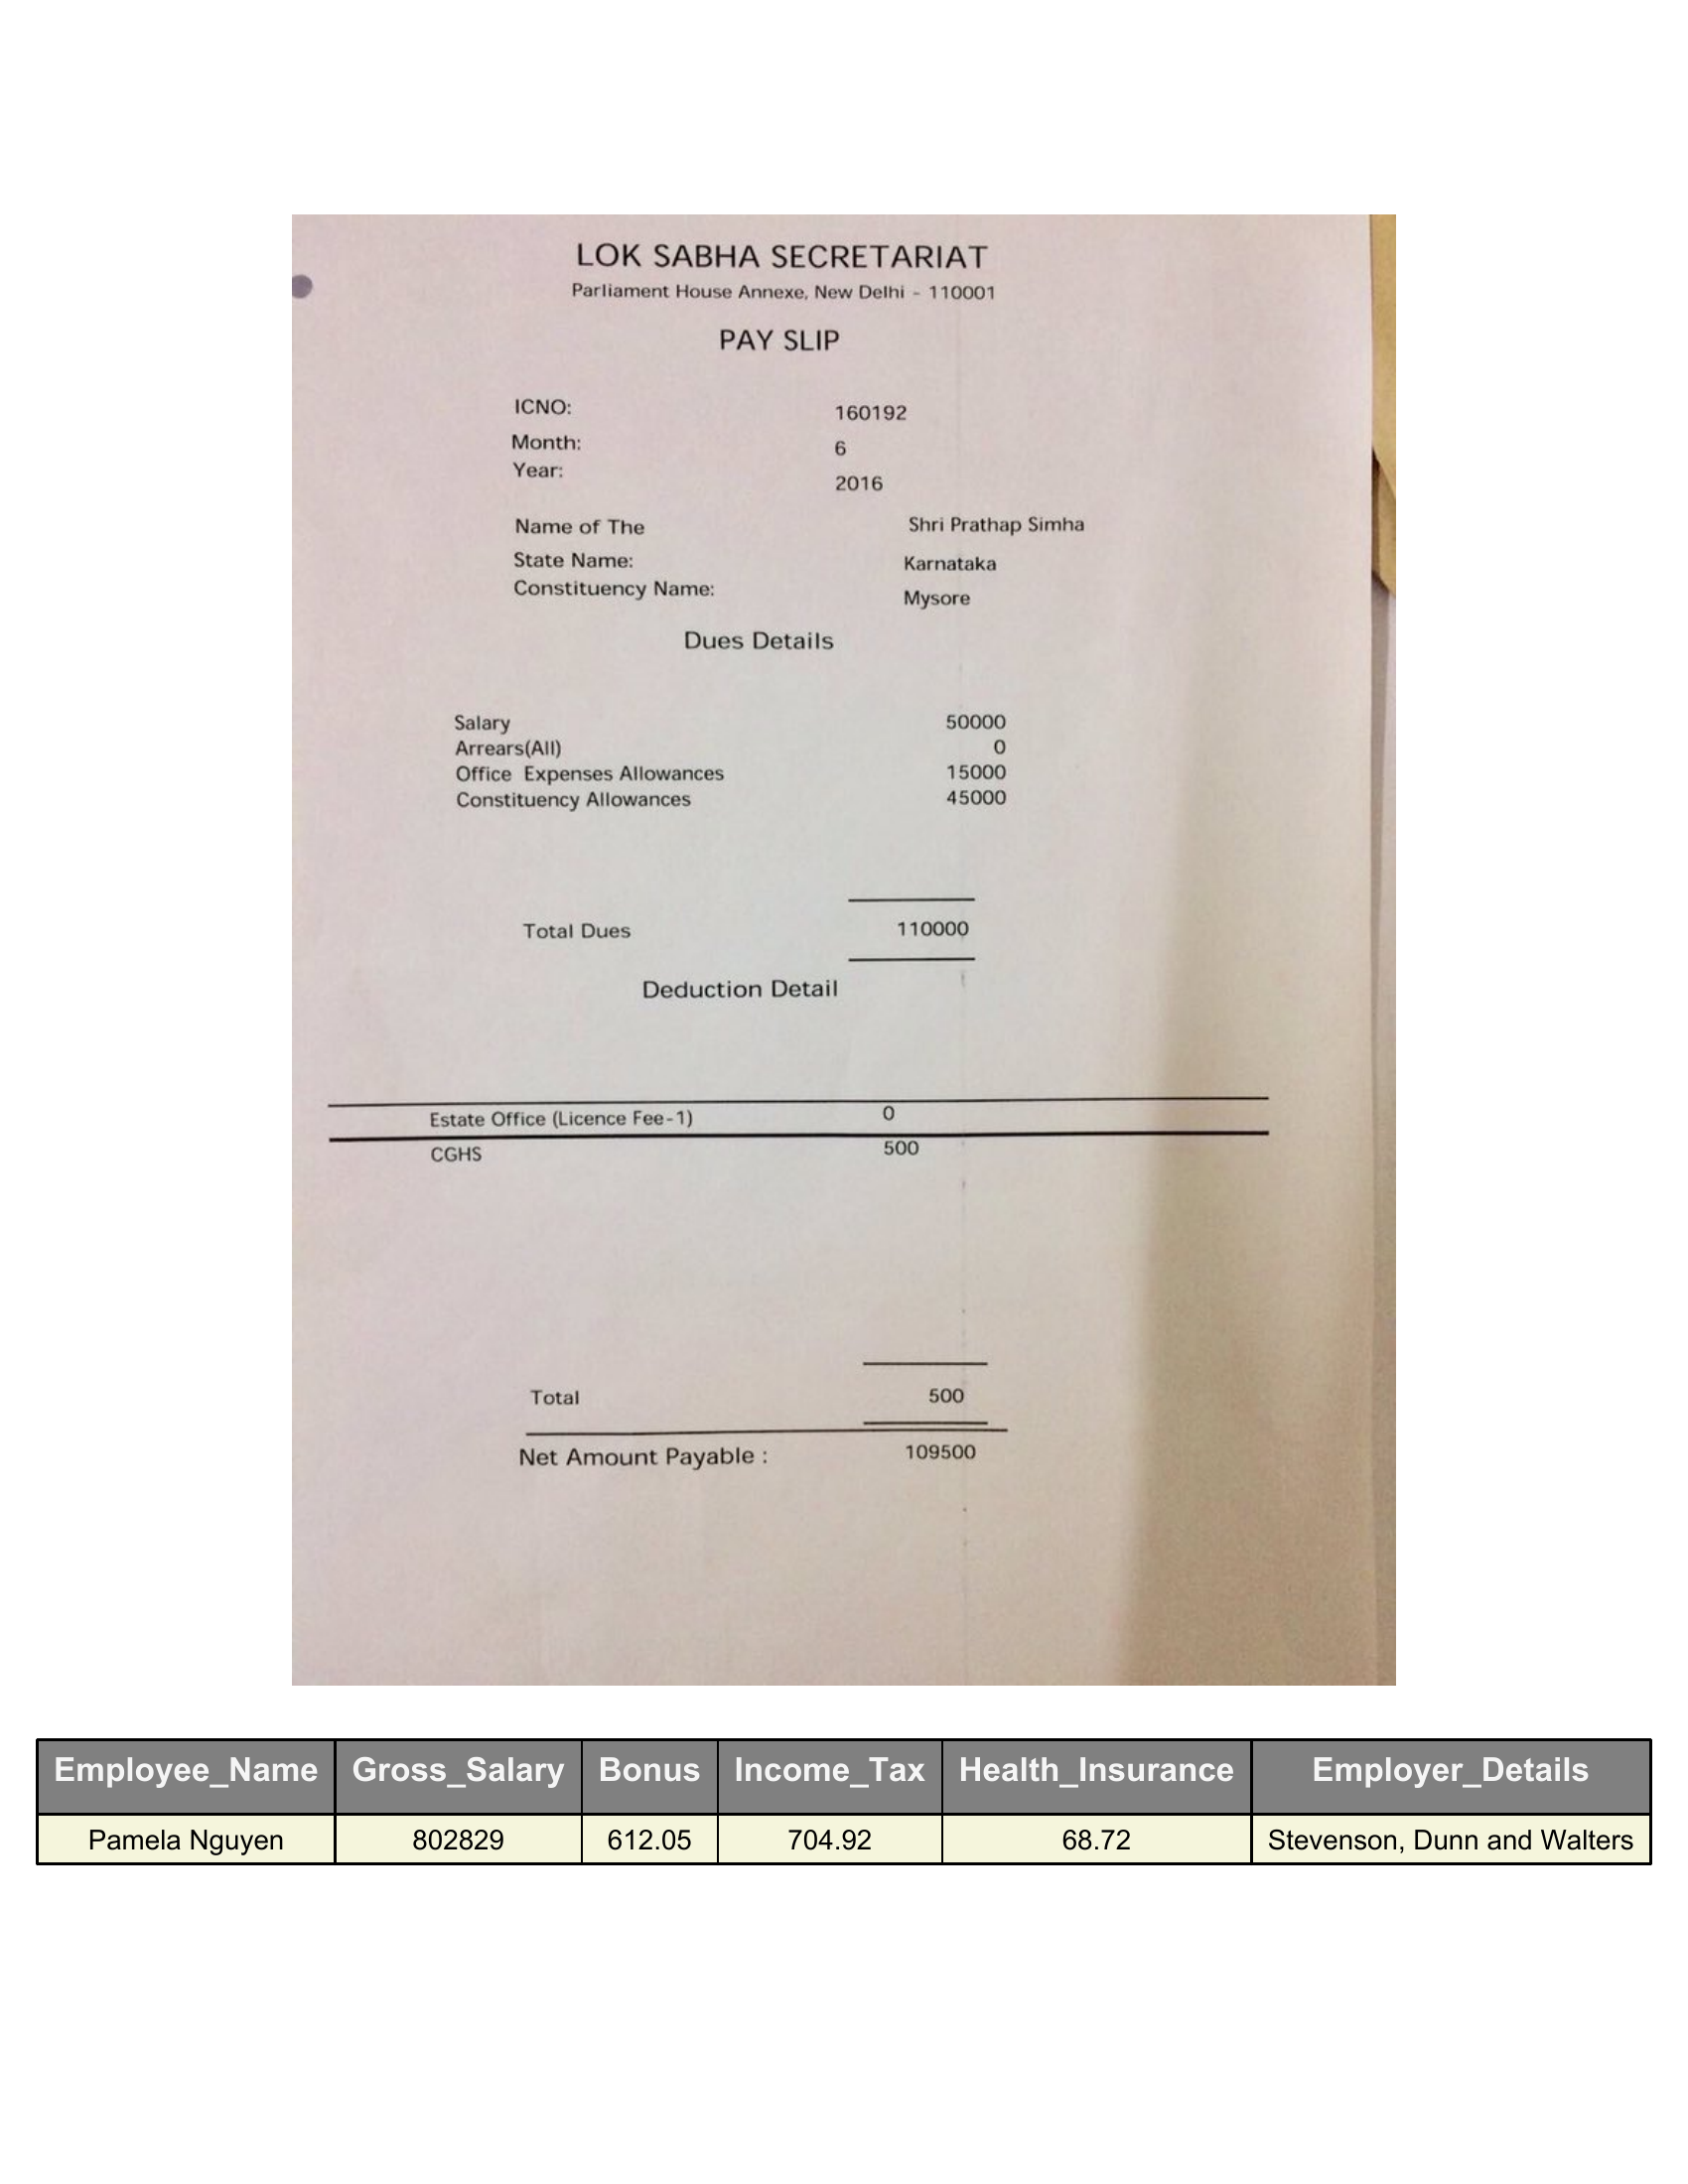 LOK SABHA SECRETARIAT
Parliament House Annexe, New Delhi - 110001
PAY SLIP
ICNO: 160192
Month: 6
Year: 2016
Name of The Shri Prathap Simha
State Name: Karnataka
Constituency Name: Mysore
Dues Details
Salary 50000
Arrears(All) 0
Office Expenses Allowances 15000
Constituency Allowances 45000
Total Dues 110000
Deduction Detail
Estate Office (Licence Fee-1) 0
CGHS 500
Total 500
Net Amount Payable : 109500
Employee_Name Gross_Salary Bonus Income_Tax Health_Insurance Employer_Details
Pamela Nguyen 802829 612.05 704.92 68.72 Stevenson, Dunn and Walters